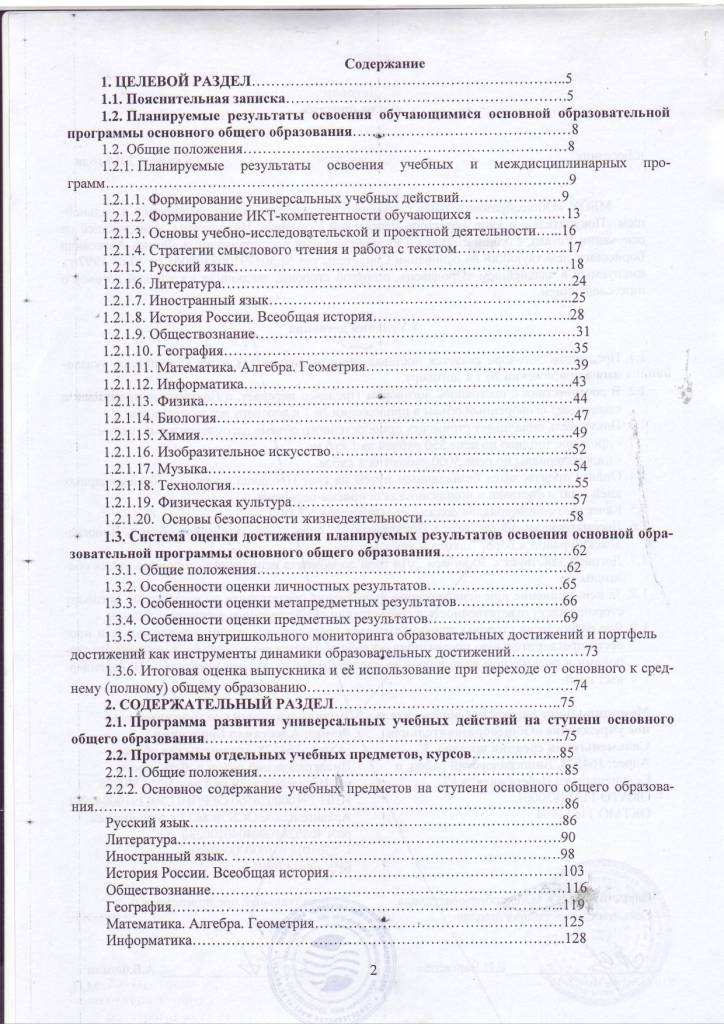 Содержание
1. ЦЕЛЕВОЙ РАЗДЕЛ……………………………………………………………5
1.1. Пояснительная записка………………………………………………………5
1.2. Планируемые результаты освоения обучающимися основной образовательной
программы основного общего образования…………………………………………8
1.2. Общие положения………………………………………………………………8
1.2.1. Планируемые результаты освоения учебных и междисциплинарных про-
грамм………………………………………………………………………………………..9
1.2.1.1. Формирование универсальных учебных действий…………………9
1.2.1.2. Формирование ИКТ-компетентности обучающихся ………………13
1.2.1.3. Основы учебно-исследовательской и проектной деятельности…...16
1.2.1.4. Стратегии смыслового чтения и работа с текстом…………………...17
1.2.1.5. Русский язык………………………………………………………………18
1.2.1.6. Литература…………………………………………………………………24
1.2.1.7. Иностранный язык…………………………………………………………..25
1.2.1.8. История России. Всеобщая история……………………………………..28
1.2.1.9. Обществознание……………………………………………………………31
1.2.1.10. География…………………………………………………………………35
1.2.1.11. Математика. Алгебра. Геометрия……………………………………39
1.2.1.12. Информатика……………………………………………………………..43
1.2.1.13. Физика……………………………………………………………………..44
1.2.1.14. Биология…………………………………………………………………..47
1.2.1.15. Химия………………………………………………………………………49
1.2.1.16. Изобразительное искусство……………………………………………..52
1.2.1.17. Музыка……………………………………………………………………..54
1.2.1.18. Технология…………………………………………………………………55
1.2.1.19. Физическая культура……………………………………………………..57
1.2.1.20. Основы безопасности жизнедеятельности…………………………...58
1.3. Система оценки достижения планируемых результатов освоения основной обра-
зовательной программы основного общего образования…………………………62
1.3.1. Общие положения……………………………………………………………62
1.3.2. Особенности оценки личностных результатов…………………………65
1.3.3. Особенности оценки метапредметных результатов……………………66
1.3.4. Особенности оценки предметных результатов…………………………69
1.3.5. Система внутришкольного мониторинга образовательных достижений и портфель
достижений как инструменты динамики образовательных достижений……………73
1.3.6. Итоговая оценка выпускника и её использование при переходе от основного к сред-
нему (полному) общему образованию……………………………………………………74
2. СОДЕРЖАТЕЛЬНЫЙ РАЗДЕЛ……………………………………………75
2.1. Программа развития универсальных учебных действий на ступени основного
общего образования………………………………………………………………………75
2.2. Программы отдельных учебных предметов, курсов………………85
2.2.1. Общие положения……………………………………………………………85
2.2.2. Основное содержание учебных предметов на ступени основного общего образова-
ния……………………………………………………………………………………………86
Русский язык…………………………………………………………………………86
Литература……………………………………………………………………………90
Иностранный язык. …………………………………………………………………98
История России. Всеобщая история………………………………………………103
Обществознание………………………………………………………………………116
География………………………………………………………………………………119
Математика. Алгебра. Геометрия…………………………………………………125
Информатика…………………………………………………………………………..128
2